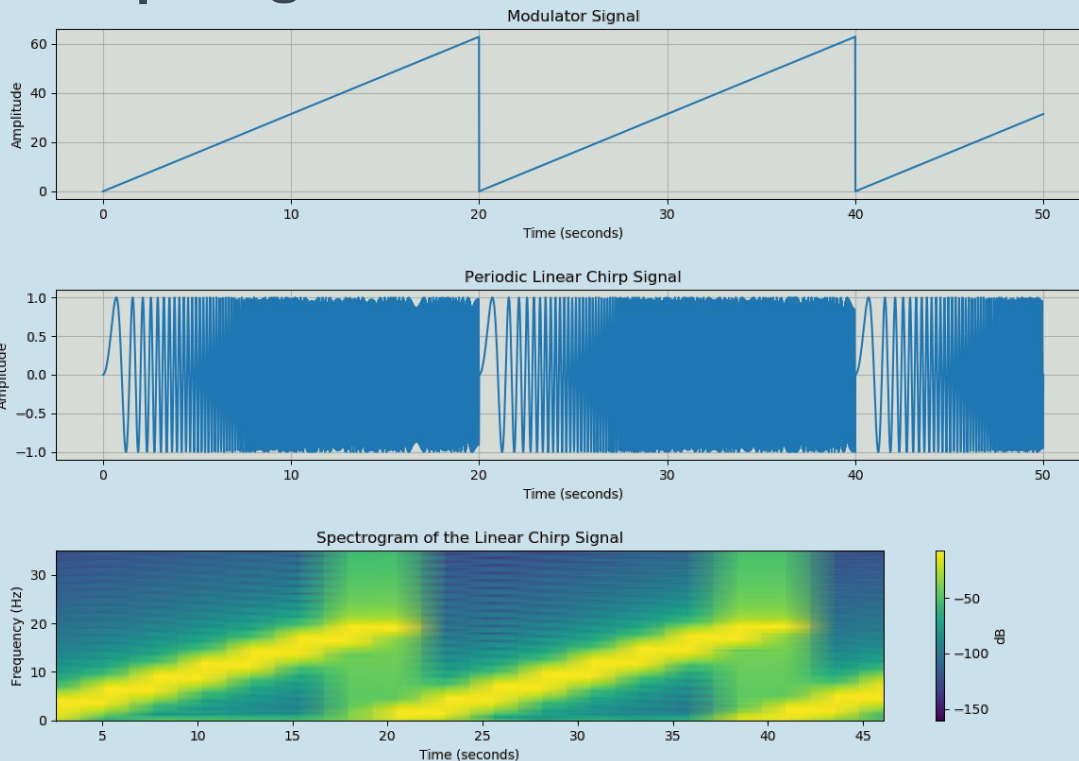 Modulator Signal
60
40
20
0
Amplitude
0 10 20 30 40 50
Time (seconds)
Periodic Linear Chirp Signal
1.0
0.5
0.0
−0.5
−1.0
Amplitude
0 10 20 30 40 50
Time (seconds)
Spectrogram of the Linear Chirp Signal
30
20
10
0
Frequency (Hz)
5 10 15 20 25 30 35 40 45
Time (seconds)
−50
−100
−150
dB